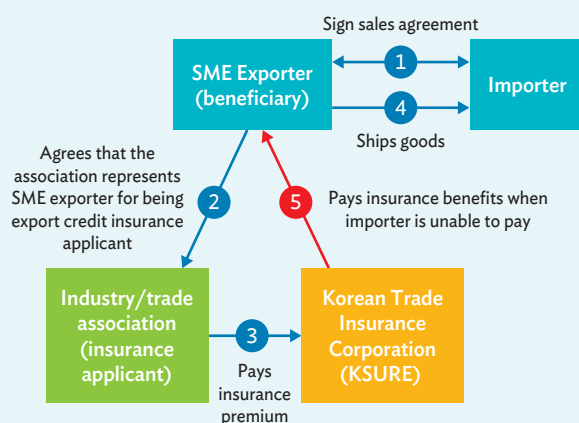 Sign sales agreement
1
SME Exporter
(beneficiary)
Importer
4
Ships goods
Agrees that the
association represents
SME exporter for being
export credit insurance
applicant
2
5
Pays insurance benefits when
importer is unable to pay
Industry/trade
association
(insurance
applicant)
3
Pays
insurance
premium
Korean Trade
Insurance
Corporation
(KSURE)